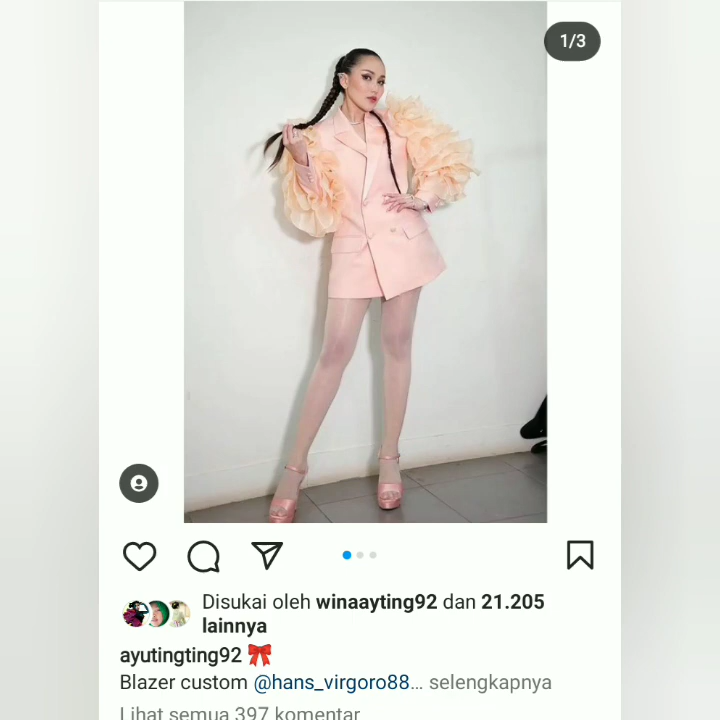 1/3
Disukai oleh winaayting92 dan 21.205
lainnya
ayutingting92 🎀
Blazer custom @hans_virgoro88... selengkapnya
Lihat semua 397 komentar